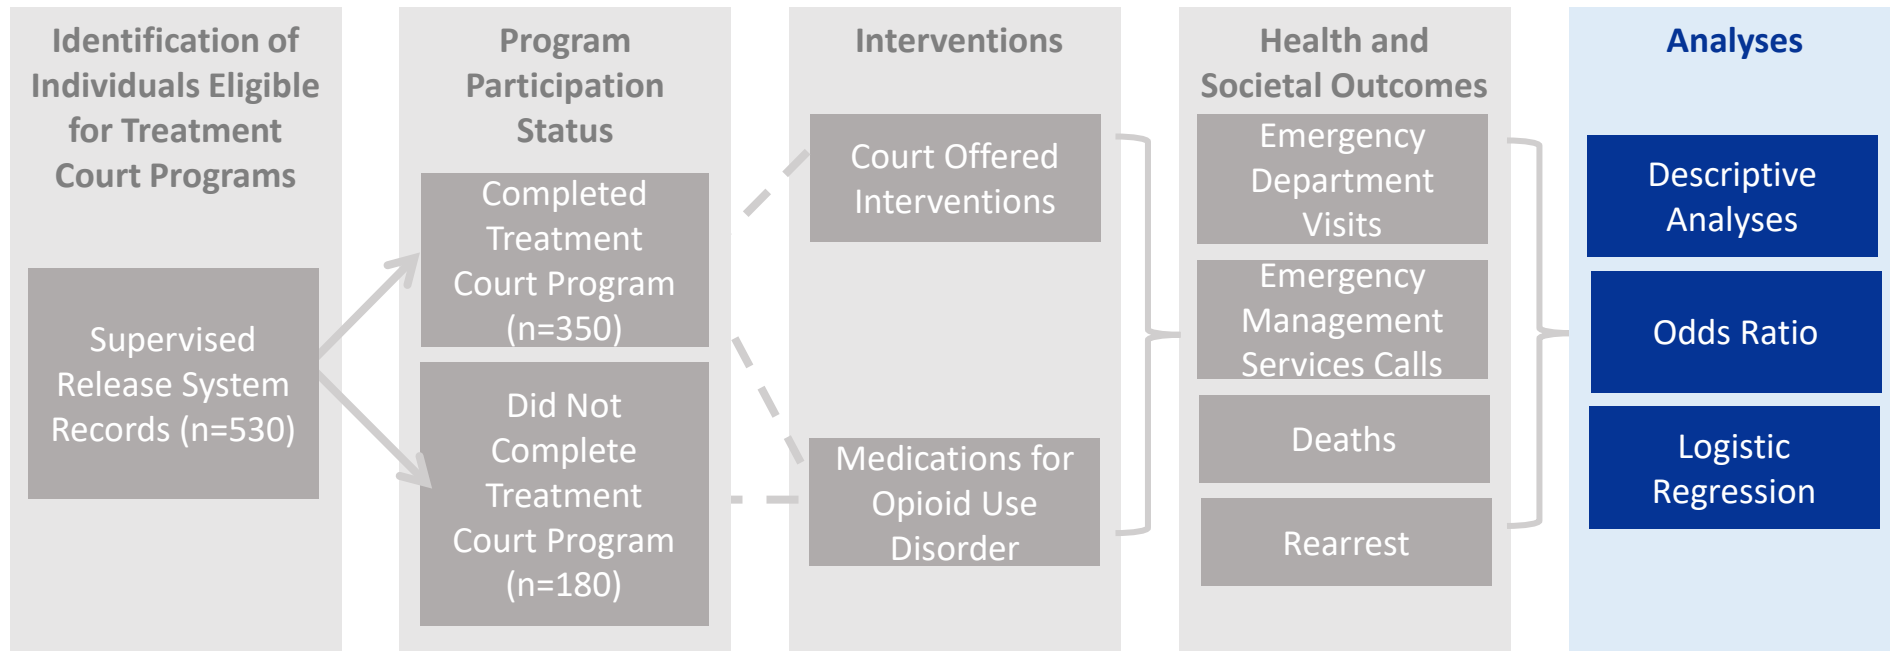 Identification of
Individuals Eligible
for Treatment
Court Programs
Supervised
Release System
Records (n=530)
Program
Participation
Status
Completed
Treatment
Court Program
(n=350)
Did Not
Complete
Treatment
Court Program
(n=180)
Interventions
Court Offered
Interventions
Medications for
Opioid Use
Disorder
Health and
Societal Outcomes
Emergency
Department
Visits
Emergency
Management
Services Calls
Deaths
Rearrest
Analyses
Descriptive
Analyses
Odds Ratio
Logistic
Regression